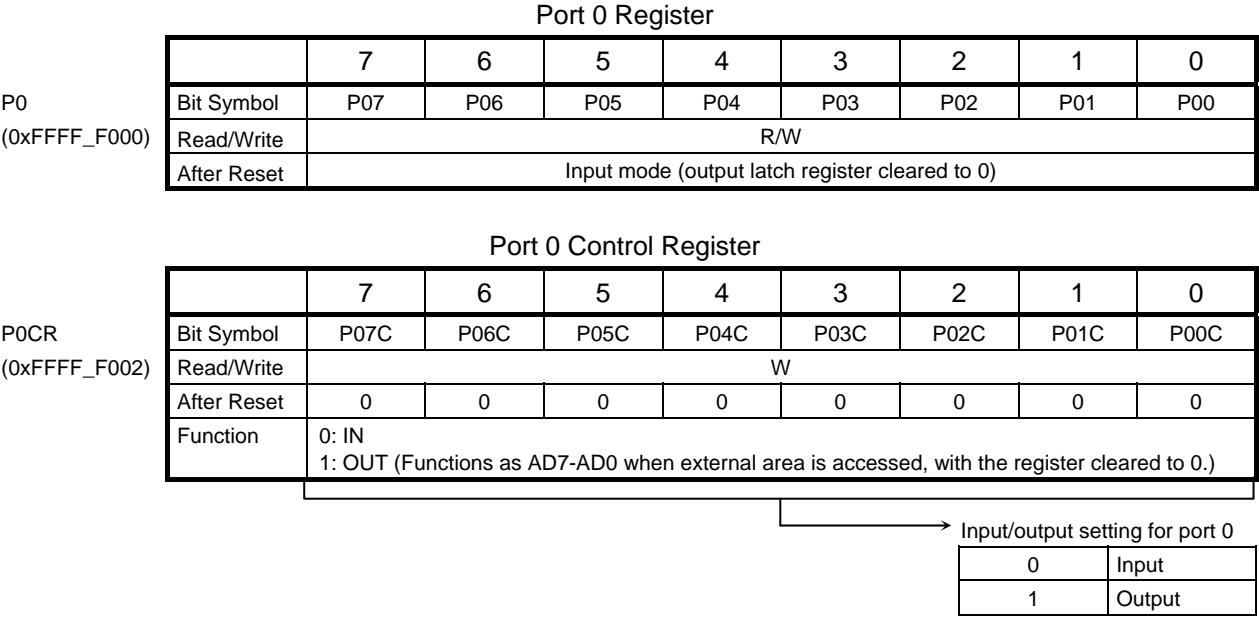 Port 0 Register
7 6 5 4 3 2 1 0
P0 Bit Symbol P07 P06 P05 P04 P03 P02 P01 P00
(0xFFFF_F000) Read/Write R/W
After Reset Input mode (output latch register cleared to 0)
Port 0 Control Register
7 6 5 4 3 2 1 0
P0CR Bit Symbol P07C P06C P05C P04C P03C P02C P01C P00C
(0xFFFF_F002) Read/Write W
After Reset 0 0 0 0 0 0 0 0
Function 0: IN
1: OUT (Functions as AD7-AD0 when external area is accessed, with the register cleared to 0.)
Input/output setting for port 0
0 Input
1 Output